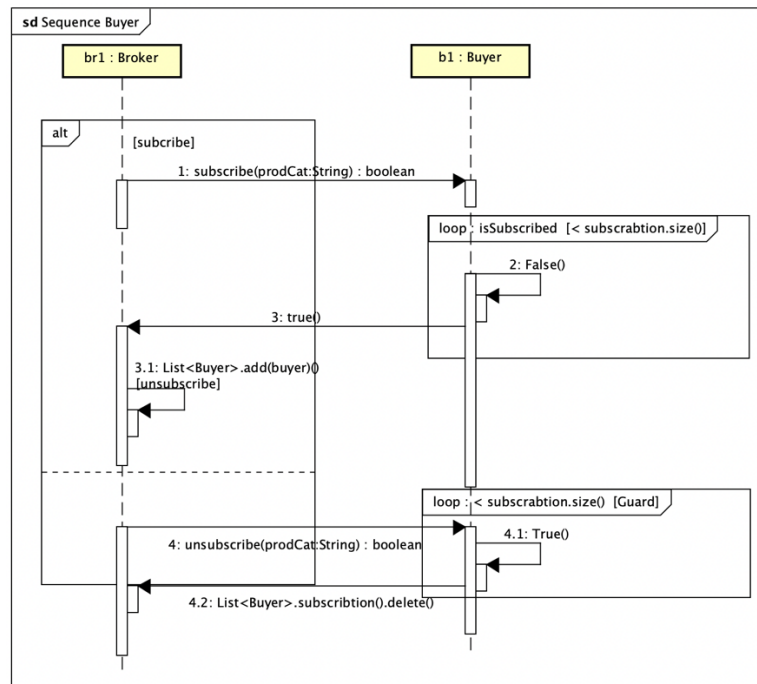 sd Sequence Buyer
br1 : Broker
b1 : Buyer
alt
[subcribe]
1: subscribe(prodCat:String) : boolean
loop : isSubscribed [< subscrabtion.size()]
2: False()
3: true()
3.1: List<Buyer>.add(buyer)()
[unsubscribe]
loop : < subscrabtion.size() [Guard]
4.1: True()
4: unsubscribe(prodCat:String) : boolean
4.2: List<Buyer>.subscribtion().delete()